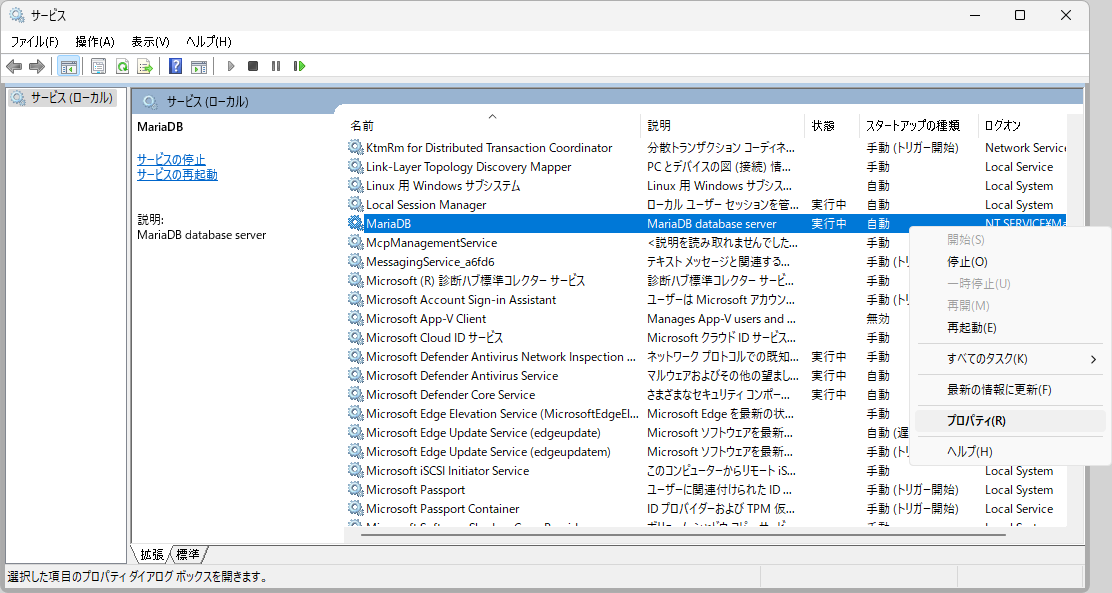 サービス
ファイル(F) 操作(A) 表示(V) ヘルプ(H)
サービス (ローカル)
サービス (ローカル)
MariaDB
サービスの停止
サービスの再起動
説明:
MariaDB database server
名前 説明 状態 スタートアップの種類 ログオン
KtmRm for Distributed Transaction Coordinator 分散トランザクション コーディネ... 手動 (トリガー開始) Network Servic
Link-Layer Topology Discovery Mapper PC とデバイスの図 (接続) 情... 手動 Local Service
Linux 用 Windows サブシステム Linux 用 Windows サブシス... 自動 Local System
Local Session Manager ローカル ユーザー セッションを管... 実行中 自動 Local System
MariaDB MariaDB database server 実行中 自動 NT SERVICE¥Ma
McpManagementService <説明を読み取れませんでした... 手動
MessagingService_a6fd6 テキスト メッセージと関連する... 手動 (トリ
Microsoft (R) 診断ハブ標準コレクター サービス 診断ハブ標準コレクター サービ... 手動
Microsoft Account Sign-in Assistant ユーザーは Microsoft アカウン... 手動 (トリ
Microsoft App-V Client Manages App-V users and ... 無効
Microsoft Cloud ID サービス Microsoft クラウド ID サービス... 手動
Microsoft Defender Antivirus Network Inspection ... ネットワーク プロトコルでの既知... 実行中 手動
Microsoft Defender Antivirus Service マルウェアおよびその他の望まし... 実行中 自動
Microsoft Defender Core Service さまざまなセキュリティ コンポー... 実行中 自動
Microsoft Edge Elevation Service (MicrosoftEdgeEl... Microsoft Edge を最新の状... 手動
Microsoft Edge Update Service (edgeupdate) Microsoft ソフトウェアを最新... 自動 (遅
Microsoft Edge Update Service (edgeupdatem) Microsoft ソフトウェアを最新... 手動 (トリ
Microsoft iSCSI Initiator Service このコンピューターからリモート iS... 手動 Local System
Microsoft Passport ユーザーに関連付けられた ID ... 手動 (トリガー開始) Local System
Microsoft Passport Container ID プロバイダーおよび TPM 仮... 手動 (トリガー開始) Local Service
開始(S)
停止(O)
一時停止(U)
再開(M)
再起動(E)
すべてのタスク(K)
最新の情報に更新(F)
プロパティ(R)
ヘルプ(H)
拡張 標準
選択した項目のプロパティ ダイアログ ボックスを開きます。